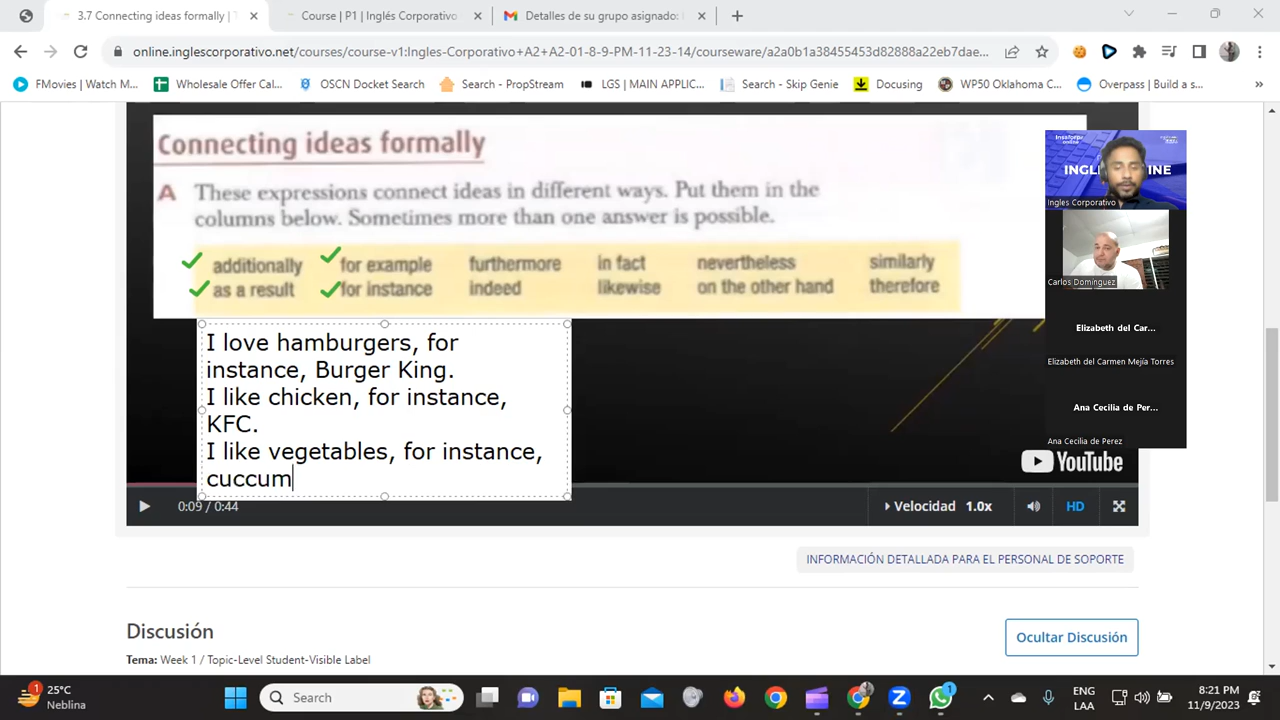 3.7 Connecting ideas formally | T
Course | P1 | Inglés Corporativo
Detalles de su grupo asignado:
online.inglescorporativo.net/courses/course-v1:Ingles-Corporativo+A2+A2-01-8-9-PM-11-23-14/courseware/a2a0b1a38455453d82888a22eb7dae...
FMovies | Watch M...
Wholesale Offer Cal...
OSCN Docket Search
Search - PropStream
LGS | MAIN APPLIC...
Search - Skip Genie
Docusing
WP50 Oklahoma C...
Overpass | Build a s...
»
Connecting ideas formally
A These expressions connect ideas in different ways. Put them in the
columns below. Sometimes more than one answer is possible.
additionally for example furthermore in fact nevertheless similarly
as a result for instance indeed likewise on the other hand therefore
I love hamburgers, for
instance, Burger King.
I like chicken, for instance,
KFC.
I like vegetables, for instance,
cuccum
INGL INE
Ingles Corporativo
Carlos Dominguez
Elizabeth del Car...
Elizabeth del Carmen Mejía Torres
Ana Cecilia de Per...
Ana Cecilia de Perez
YouTube
0:09 / 0:44
Velocidad 1.0x
HD
INFORMACIÓN DETALLADA PARA EL PERSONAL DE SOPORTE
Discusión
Ocultar Discusión
Tema: Week 1 / Topic-Level Student-Visible Label
1
25°C
Neblina
Search
1
ENG
LAA
8:21 PM
11/9/2023